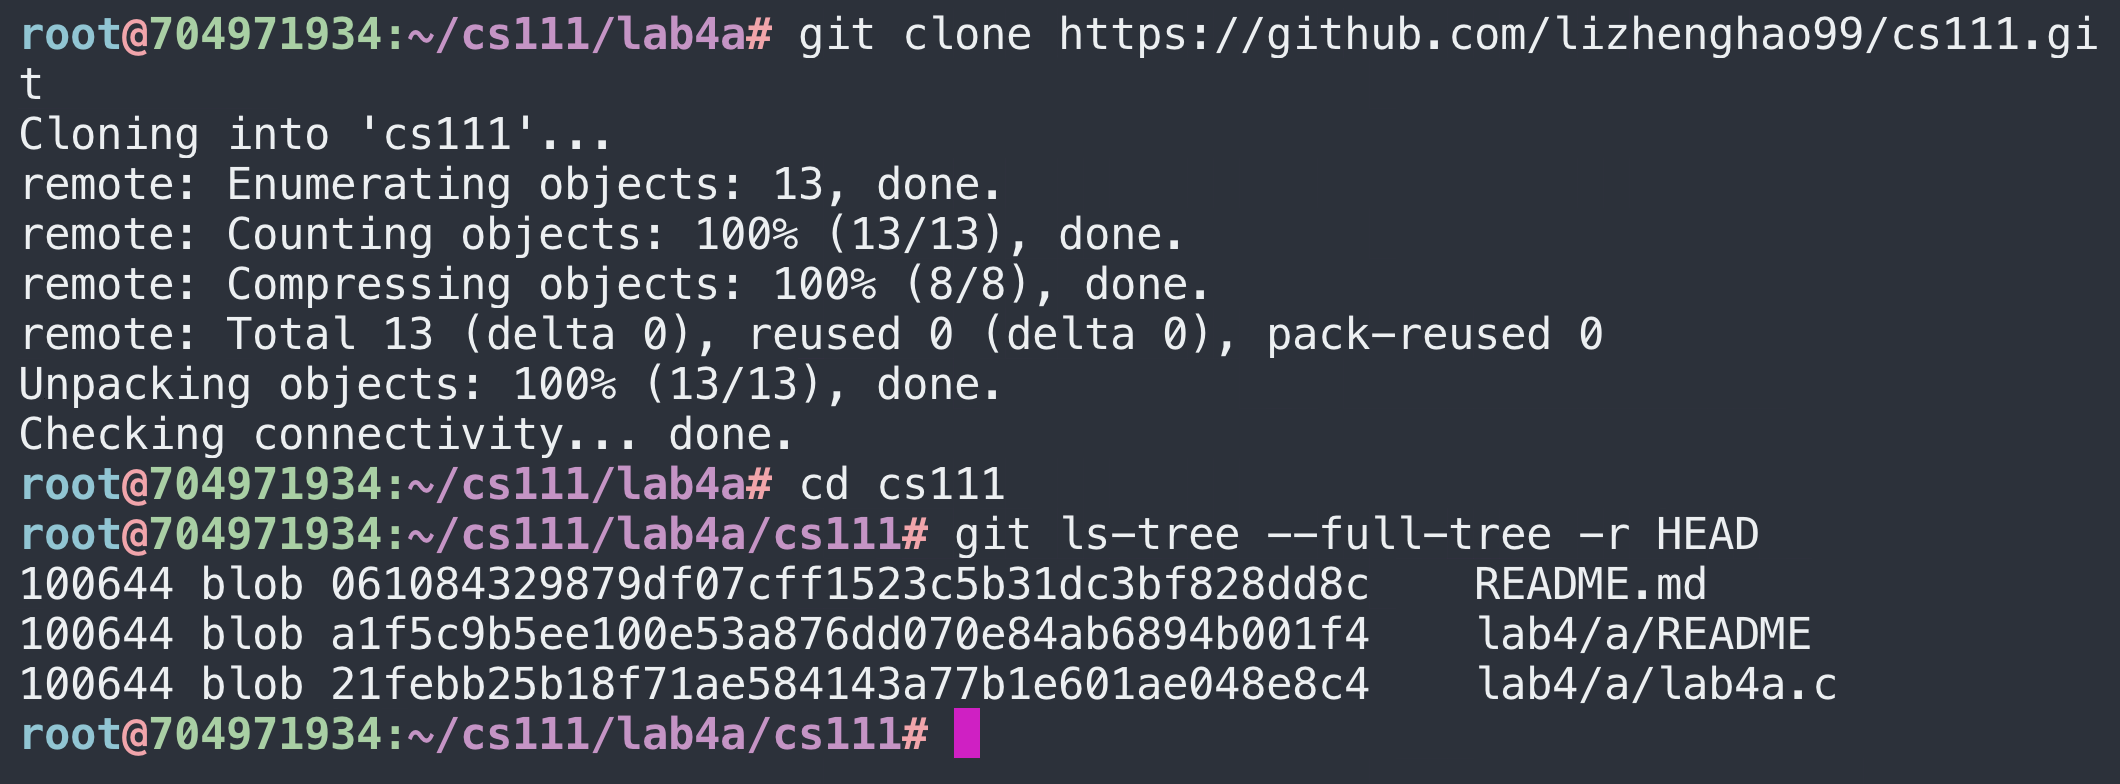 root@704971934:~/cs111/lab4a# git clone https://github.com/lizhenghao99/cs111.gi
t
Cloning into 'cs111'...
remote: Enumerating objects: 13, done.
remote: Counting objects: 100% (13/13), done.
remote: Compressing objects: 100% (8/8), done.
remote: Total 13 (delta 0), reused 0 (delta 0), pack-reused 0
Unpacking objects: 100% (13/13), done.
Checking connectivity... done.
root@704971934:~/cs111/lab4a# cd cs111
root@704971934:~/cs111/lab4a/cs111# git ls-tree --full-tree -r HEAD
100644 blob 061084329879df07cff1523c5b31dc3bf828dd8c    README.md
100644 blob a1f5c9b5ee100e53a876dd070e84ab6894b001f4    lab4/a/README
100644 blob 21febb25b18f71ae584143a77b1e601ae048e8c4    lab4/a/lab4a.c
root@704971934:~/cs111/lab4a/cs111#